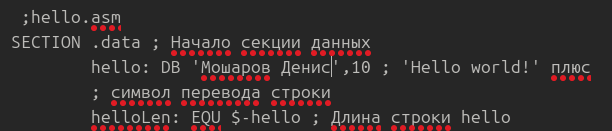 ;hello.asm
SECTION .data ; Начало секции данных
hello: DB 'Мошаров Денис',10 ; 'Hello world!' плюс
; символ перевода строки
helloLen: EQU $-hello ; Длина строки hello